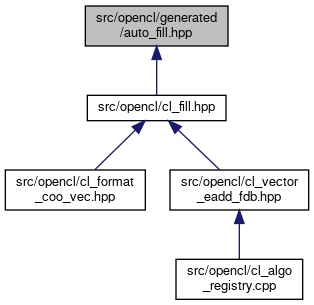 src/opencl/generated
/auto_fill.hpp
src/opencl/cl_fill.hpp
src/opencl/cl_format
_coo_vec.hpp
src/opencl/cl_vector
_eadd_fdb.hpp
src/opencl/cl_algo
_registry.cpp